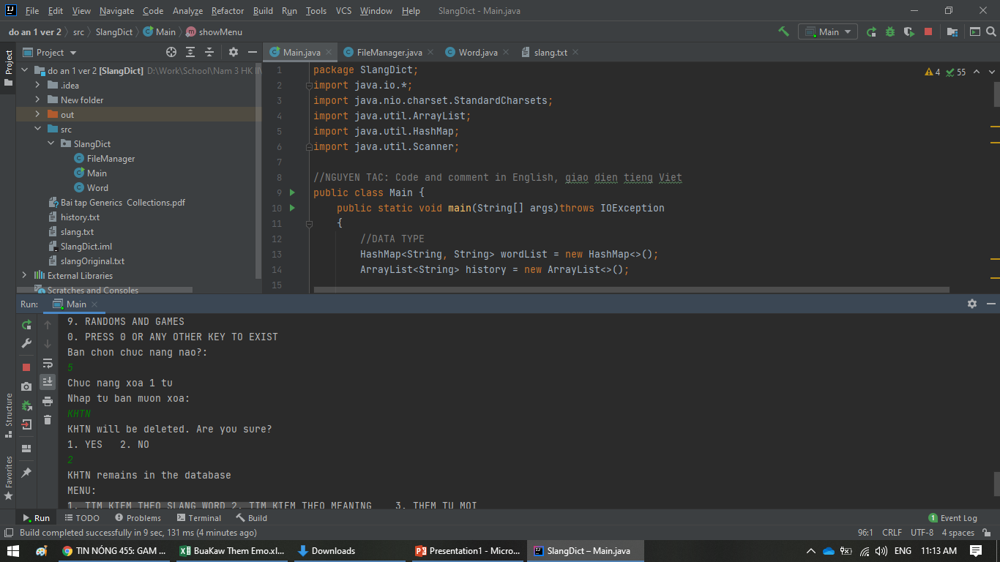 File Edit View Navigate Code Analyze Refactor Build Run Tools VCS Window Help SlangDict - Main.java
do an 1 ver 2 src SlangDict Main showMenu Main
Project Main.java FileManager.java Word.java slang.txt
Project
Structure
Favorites
do an 1 ver 2 [SlangDict] D:\Work\School\Nam 3 HK II\
.idea
New folder
out
src
SlangDict
FileManager
Main
Word
Bai tap Generics Collections.pdf
history.txt
slang.txt
SlangDict.iml
slangOriginal.txt
External Libraries
Scratches and Consoles
4 55
1 package SlangDict;
2 import java.io.*;
3 import java.nio.charset.StandardCharsets;
4 import java.util.ArrayList;
5 import java.util.HashMap;
6 import java.util.Scanner;
7
8 //NGUYEN TAC: Code and comment in English, giao dien tieng Viet
9 public class Main {
10 public static void main(String[] args)throws IOException
11 {
12 //DATA TYPE
13 HashMap<String, String> wordList = new HashMap<>();
14 ArrayList<String> history = new ArrayList<>();
15
Run: Main
9. RANDOMS AND GAMES
0. PRESS 0 OR ANY OTHER KEY TO EXIST
Ban chon chuc nang nao?:
5
Chuc nang xoa 1 tu
Nhap tu ban muon xoa:
KHTN
KHTN will be deleted. Are you sure?
1. YES 2. NO
2
KHTN remains in the database
MENU:
1. TIM KIEM THEO SLANG WORD 2. TIM KIEM THEO MEANING 3. THEM TU MOI
Run TODO Problems Terminal Build 1 Event Log
Build completed successfully in 9 sec, 131 ms (4 minutes ago) 96:1 CRLF UTF-8 4 spaces
TIN NÓNG 455: GAM ... BuaKaw Them Emo.xl... Downloads Presentation1 - Micro... SlangDict – Main.java ENG 11:13 AM